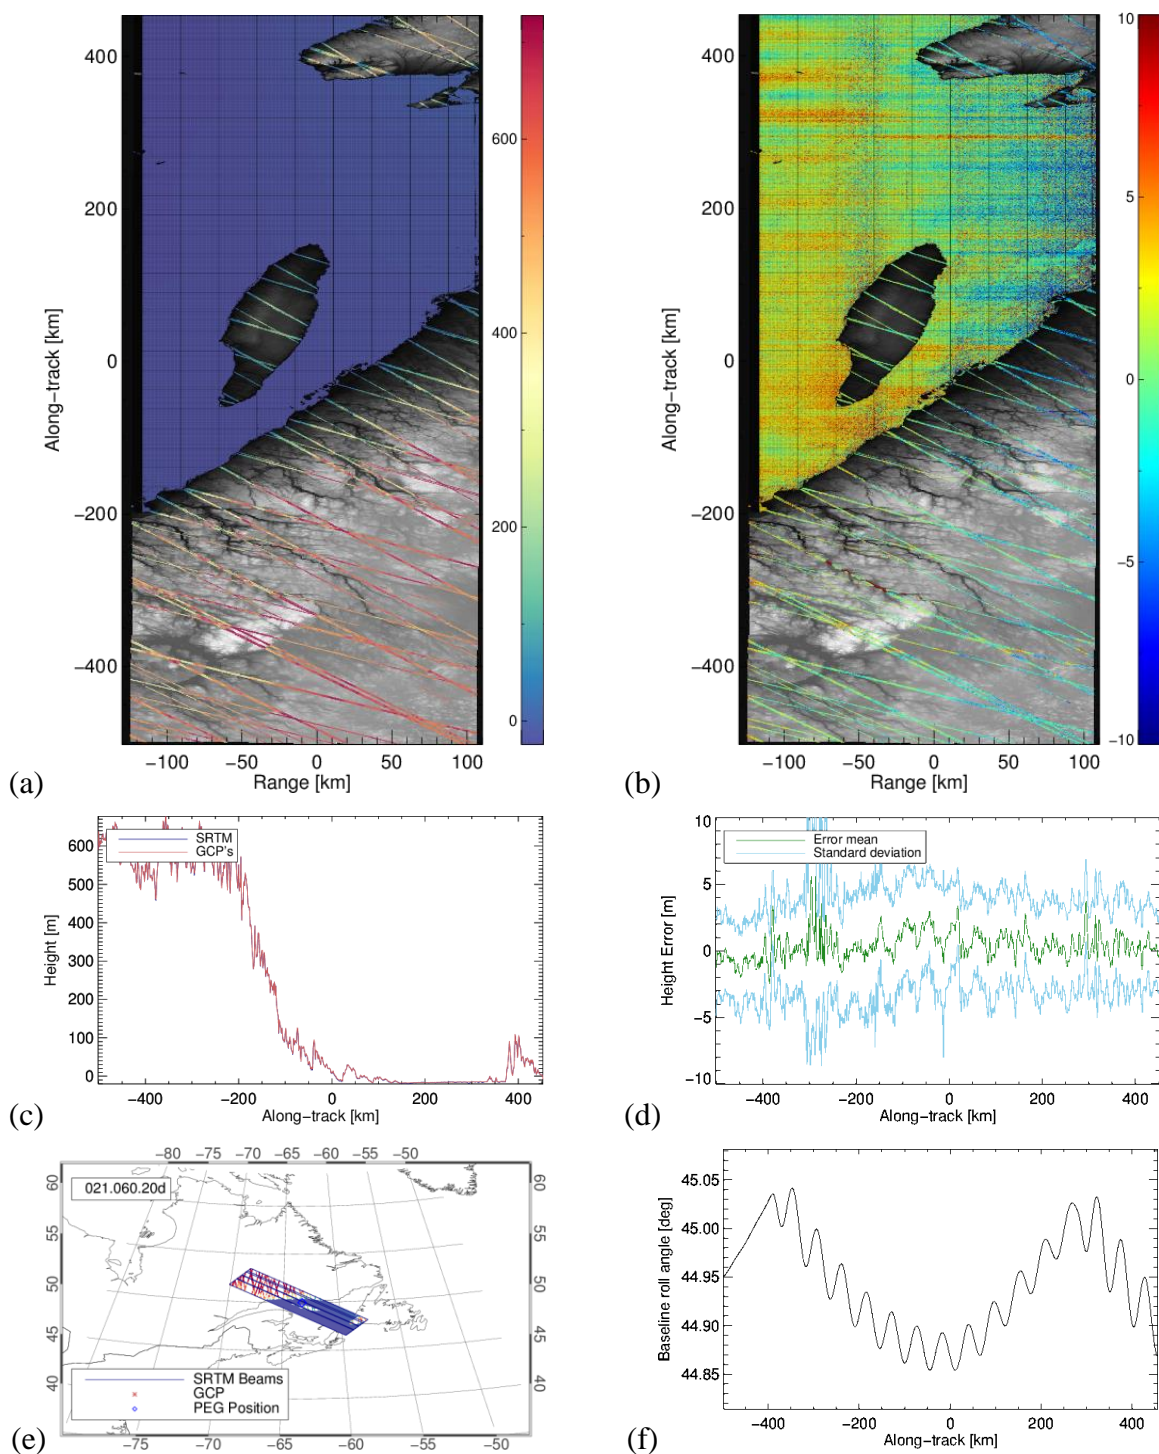 400
200
0
−200
−400
Along−track [km]
−100
−50
0
50
100
Range [km]
600
400
200
0
(a)
400
200
0
−200
−400
Along−track [km]
−100
−50
0
50
100
Range [km]
10
5
0
−5
−10
(b)
600
500
400
300
200
100
0
Height [m]
SRTM
GCP's
−400
−200
0
200
400
Along−track [km]
(c)
10
5
0
−5
−10
Height Error [m]
Error mean
Standard deviation
−400
−200
0
200
400
Along−track [km]
(d)
−80 −75 −70 −65 −60 −55 −50
60
55
50
45
40
021.060.20d
60
55
50
45
40
SRTM Beams
GCP
PEG Position
−75 −70 −65 −60 −55 −50
(e)
45.05
45.00
44.95
44.90
44.85
Baseline roll angle [deg]
−400
−200
0
200
400
Along−track [km]
(f)